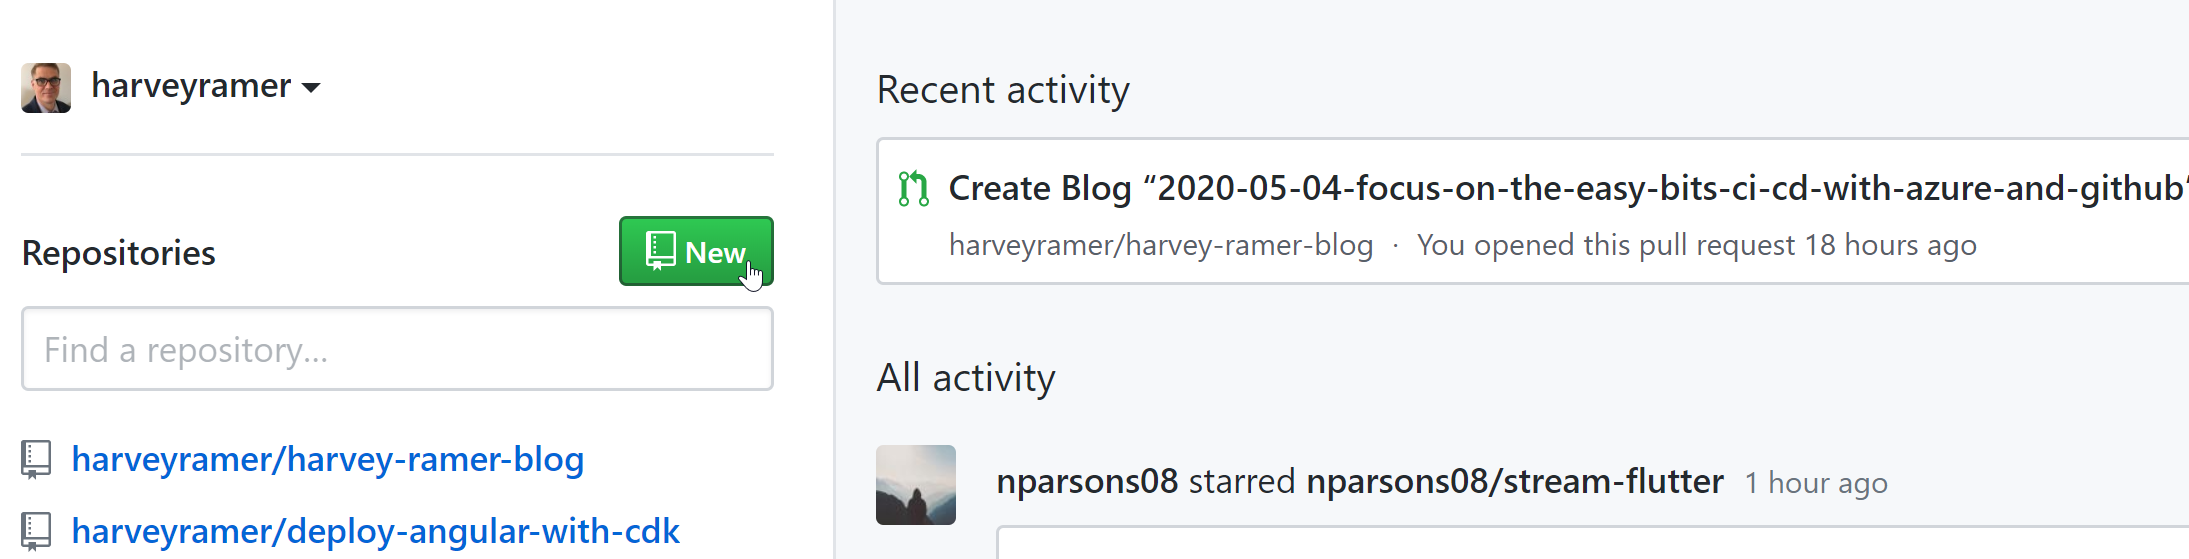 harveyramer
Repositories
New
Find a repository...
harveyramer/harvey-ramer-blog
harveyramer/deploy-angular-with-cdk
Recent activity
Create Blog “2020-05-04-focus-on-the-easy-bits-ci-cd-with-azure-and-github”
harveyramer/harvey-ramer-blog · You opened this pull request 18 hours ago
All activity
nparsons08 starred nparsons08/stream-flutter 1 hour ago